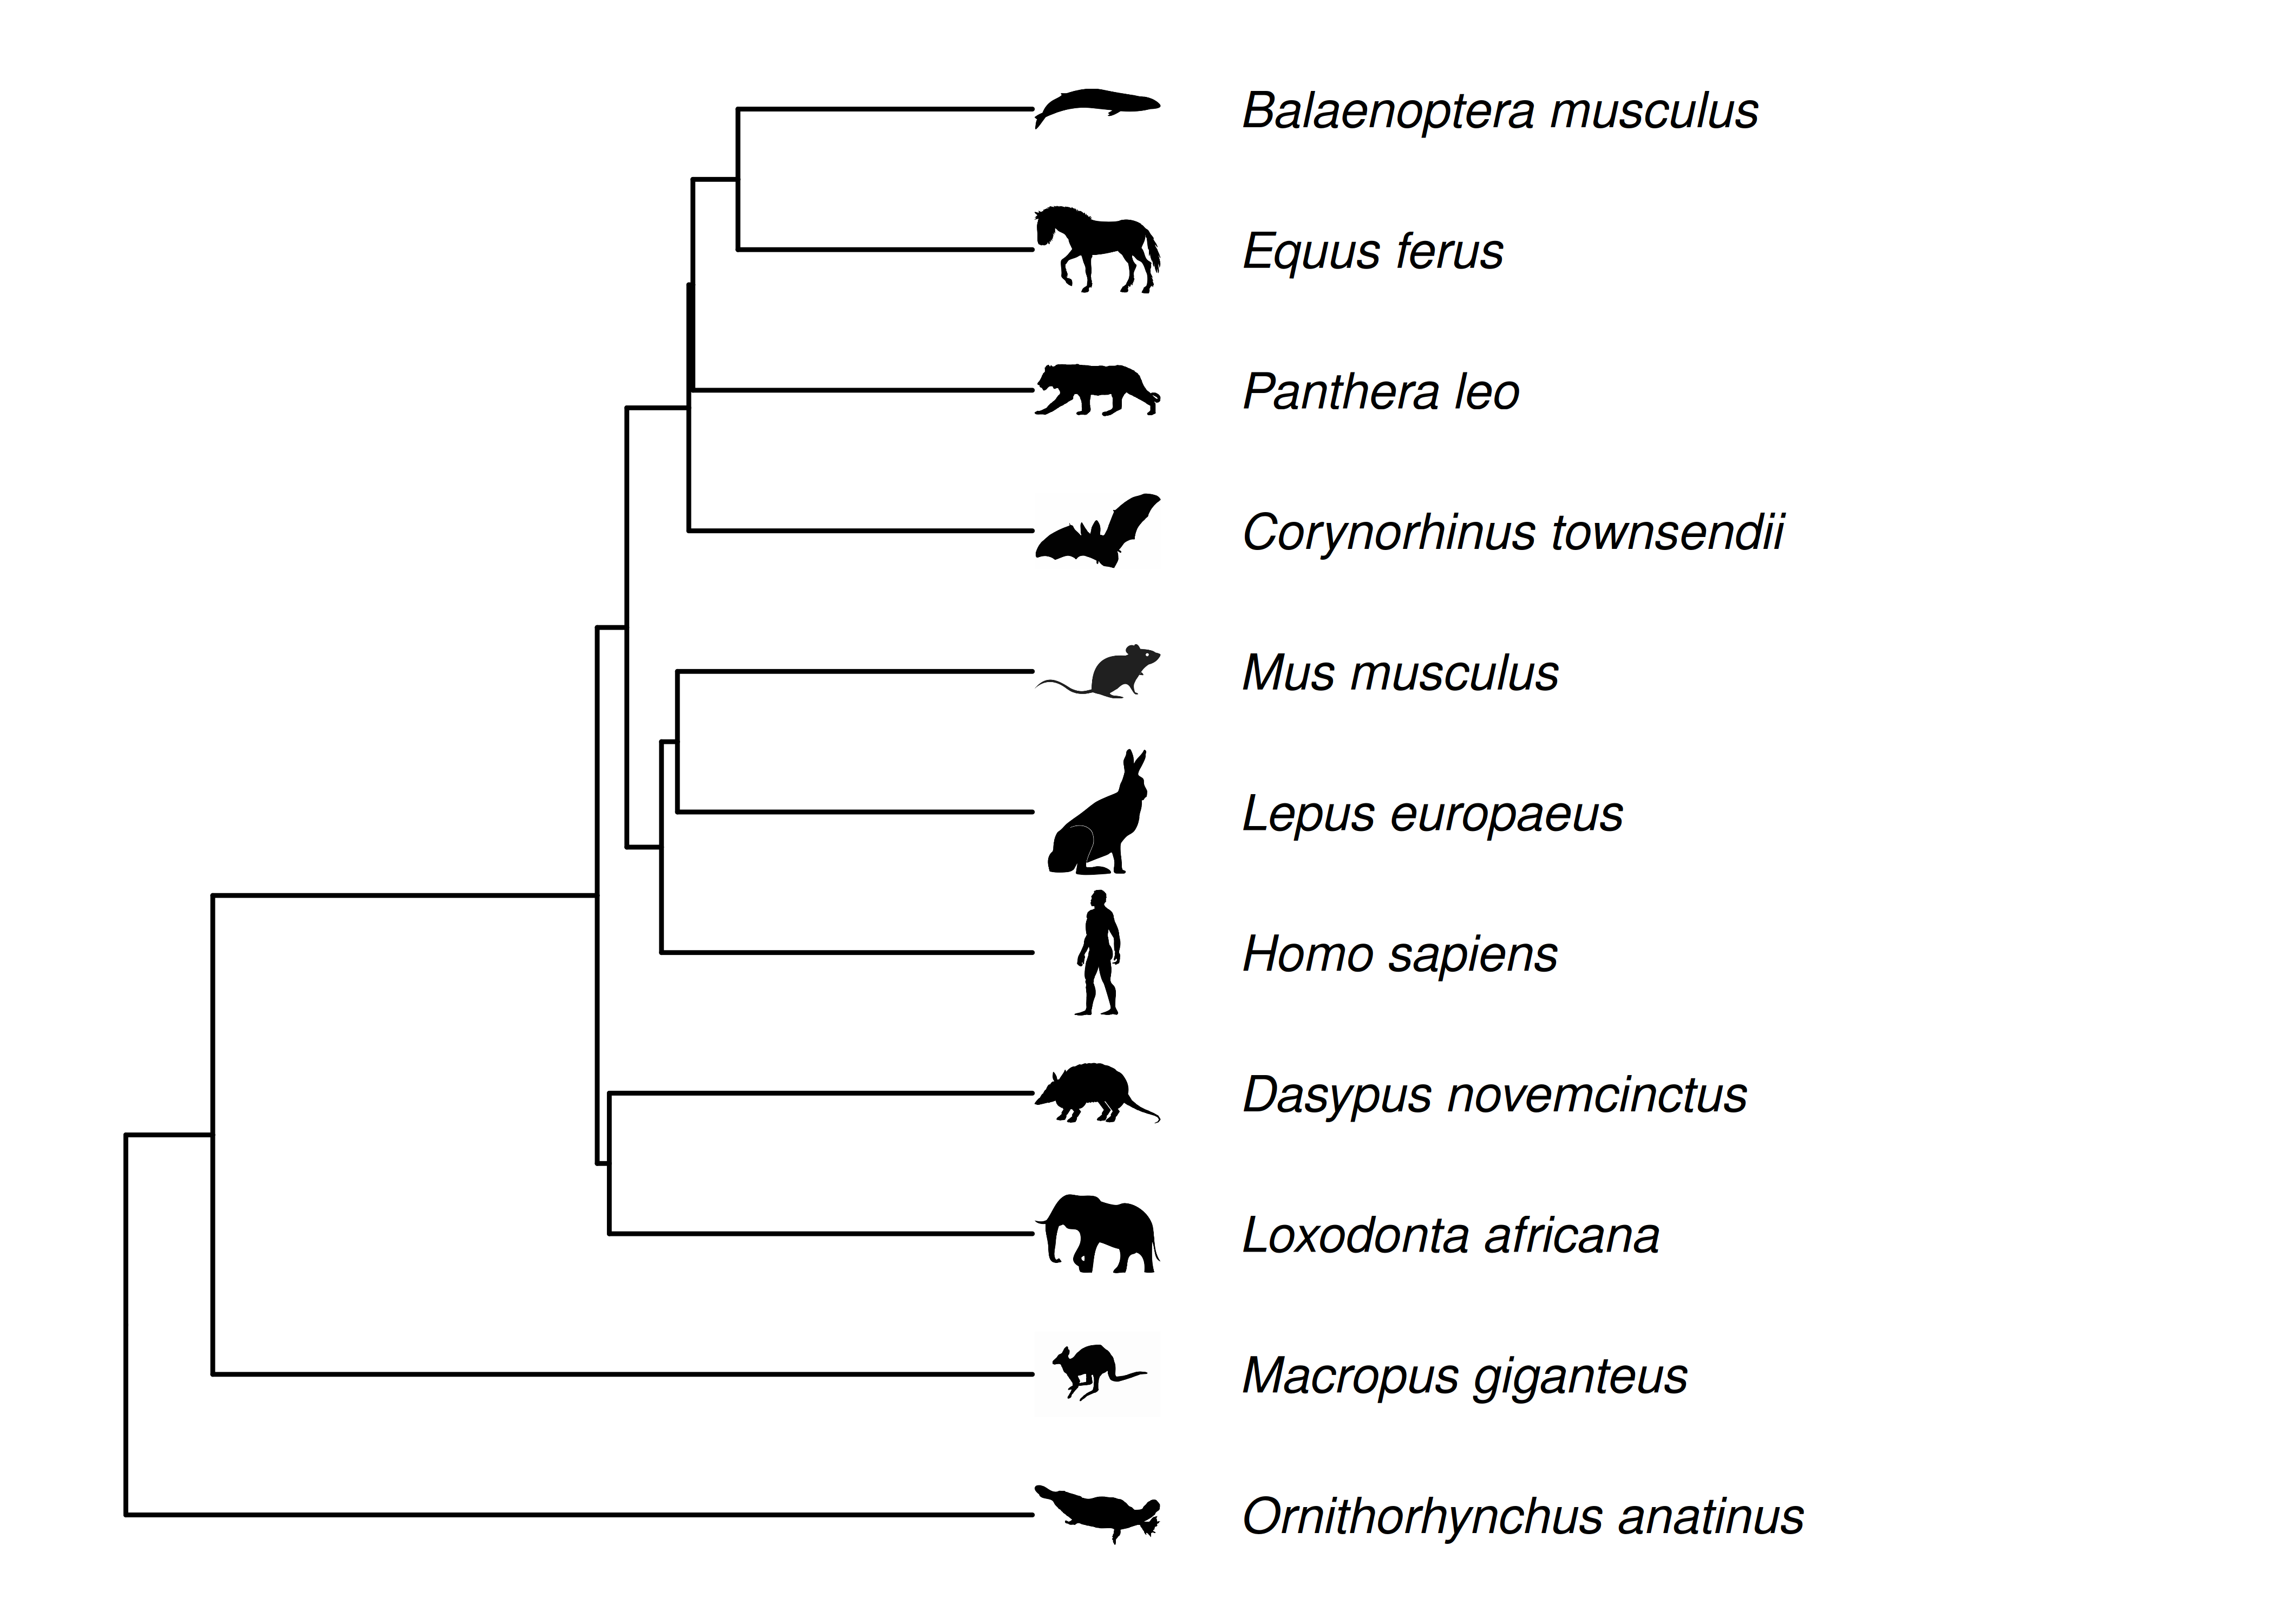 Balaenoptera musculus
Equus ferus
Panthera leo
Corynorhinus townsendii
Mus musculus
Lepus europaeus
Homo sapiens
Dasypus novemcinctus
Loxodonta africana
Macropus giganteus
Ornithorhynchus anatinus